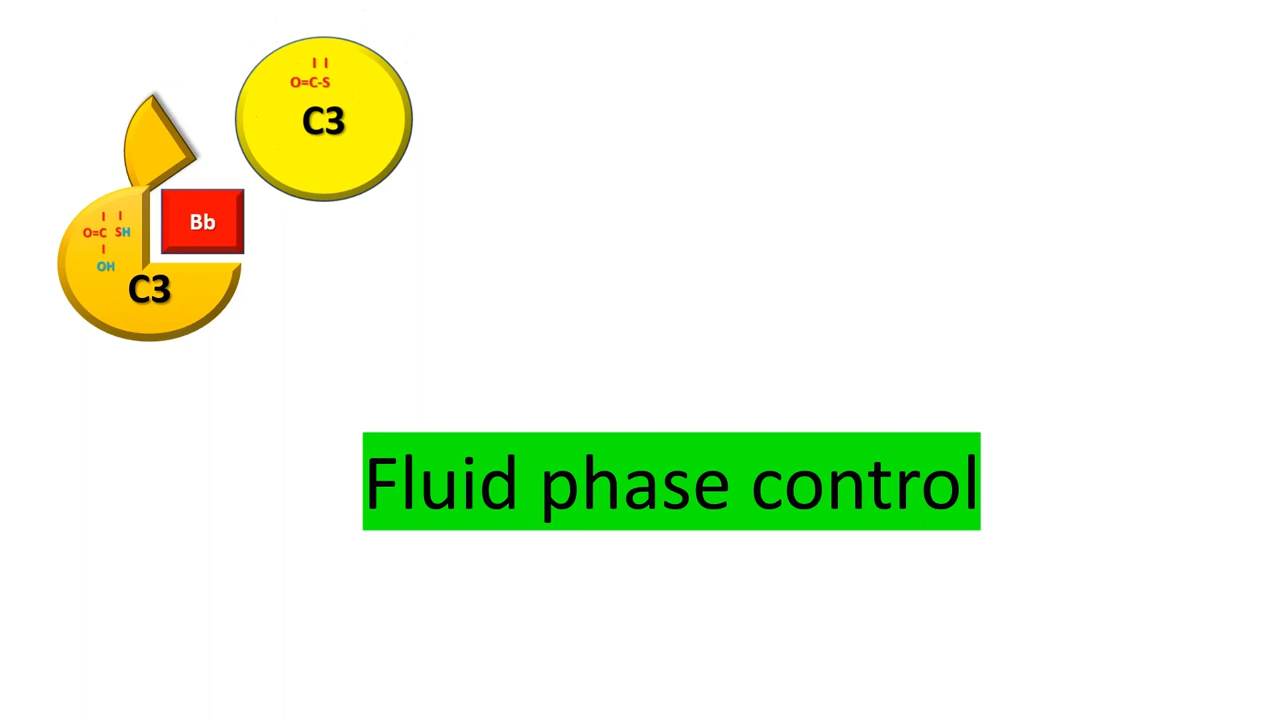 I I
O=C-S
C3
Bb
I I
O=C SH
I
OH
C3
Fluid phase control